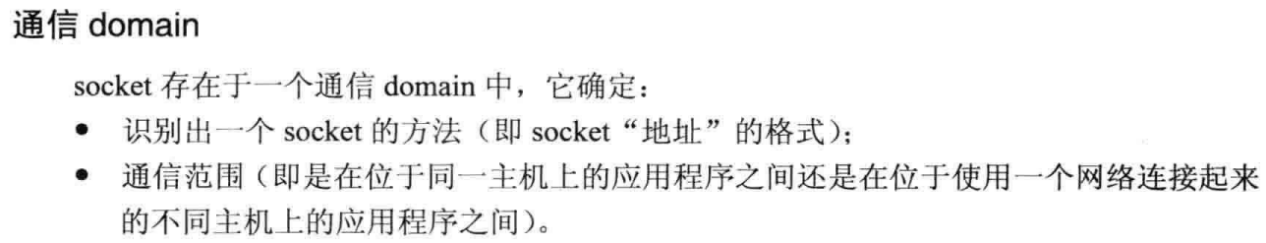 通信 domain
socket 存在于一个通信 domain 中，它确定：
● 识别出一个 socket 的方法（即 socket“地址”的格式）；
● 通信范围（即是在位于同一主机上的应用程序之间还是在位于使用一个网络连接起来
的不同主机上的应用程序之间）。